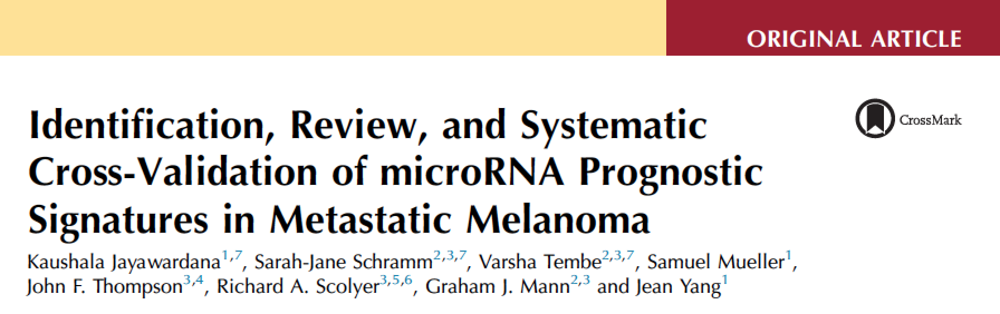 ORIGINAL ARTICLE
Identification, Review, and Systematic
CrossMark
Cross-Validation of microRNA Prognostic
Signatures in Metastatic Melanoma
Kaushala Jayawardana1,7, Sarah-Jane Schramm2,3,7, Varsha Tembe2,3,7, Samuel Mueller1,
John F. Thompson3,4, Richard A. Scolyer3,5,6, Graham J. Mann2,3 and Jean Yang1